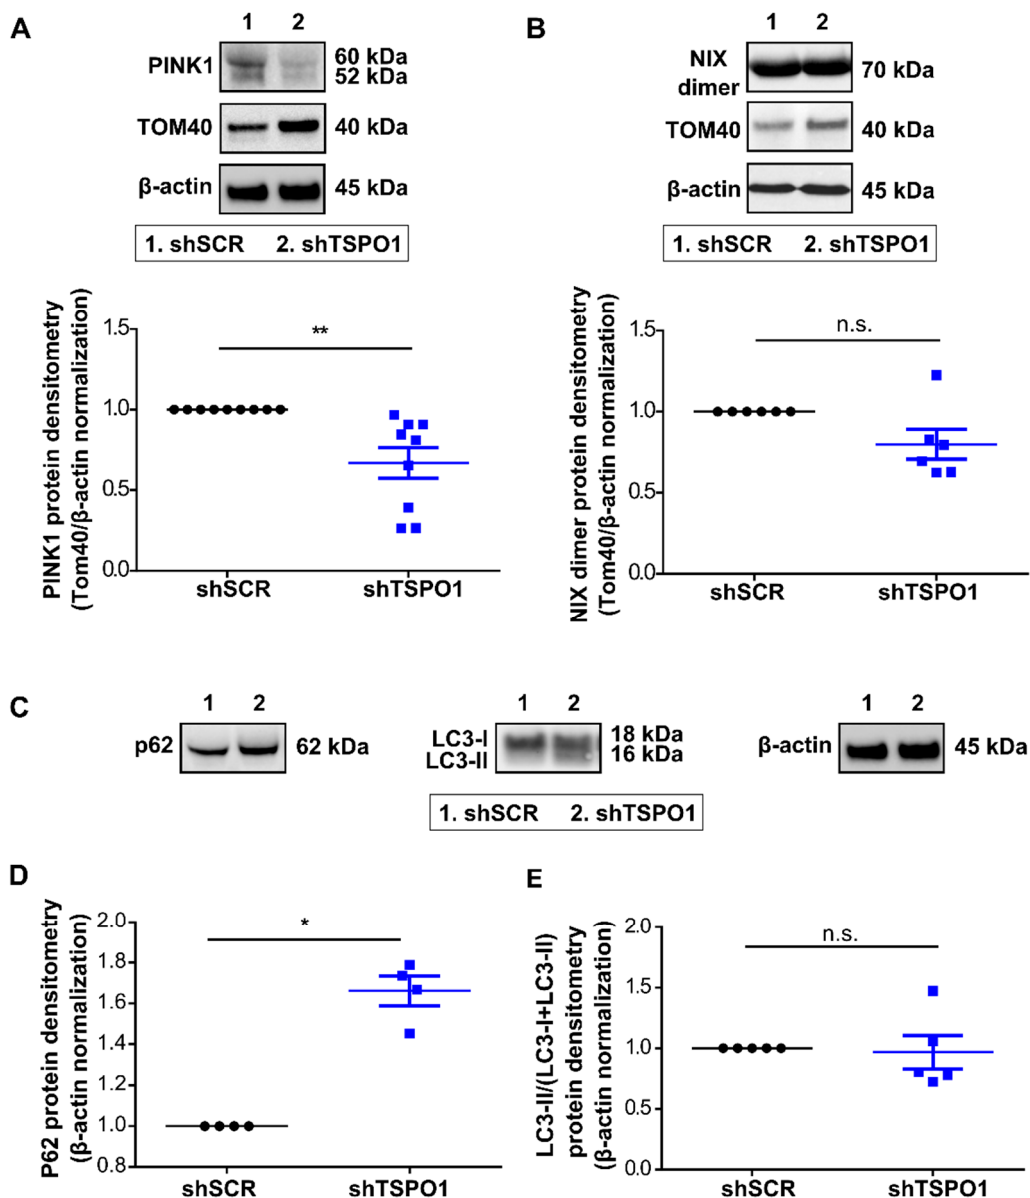 A
1 2
PINK1
60 kDa
52 kDa
TOM40
40 kDa
β-actin
45 kDa
1. shSCR 2. shTSPO1
PINK1 protein densitometry
(Tom40/β-actin normalization)
1.5
1.0
0.5
0.0
**
shSCR
shTSPO1
B
1 2
NIX
dimer
70 kDa
TOM40
40 kDa
β-actin
45 kDa
1. shSCR 2. shTSPO1
NIX dimer protein densitometry
(Tom40/β-actin normalization)
1.5
1.0
0.5
0.0
n.s.
shSCR
shTSPO1
C
1 2
p62
62 kDa
1 2
LC3-I
LC3-II
18 kDa
16 kDa
1 2
β-actin
45 kDa
1. shSCR 2. shTSPO1
D
P62 protein densitometry
(β-actin normalization)
2.0
1.8
1.6
1.4
1.2
1.0
0.8
*
shSCR
shTSPO1
E
LC3-II/(LC3-I+LC3-II)
protein densitometry
(β-actin normalization)
2.0
1.5
1.0
0.5
0.0
n.s.
shSCR
shTSPO1